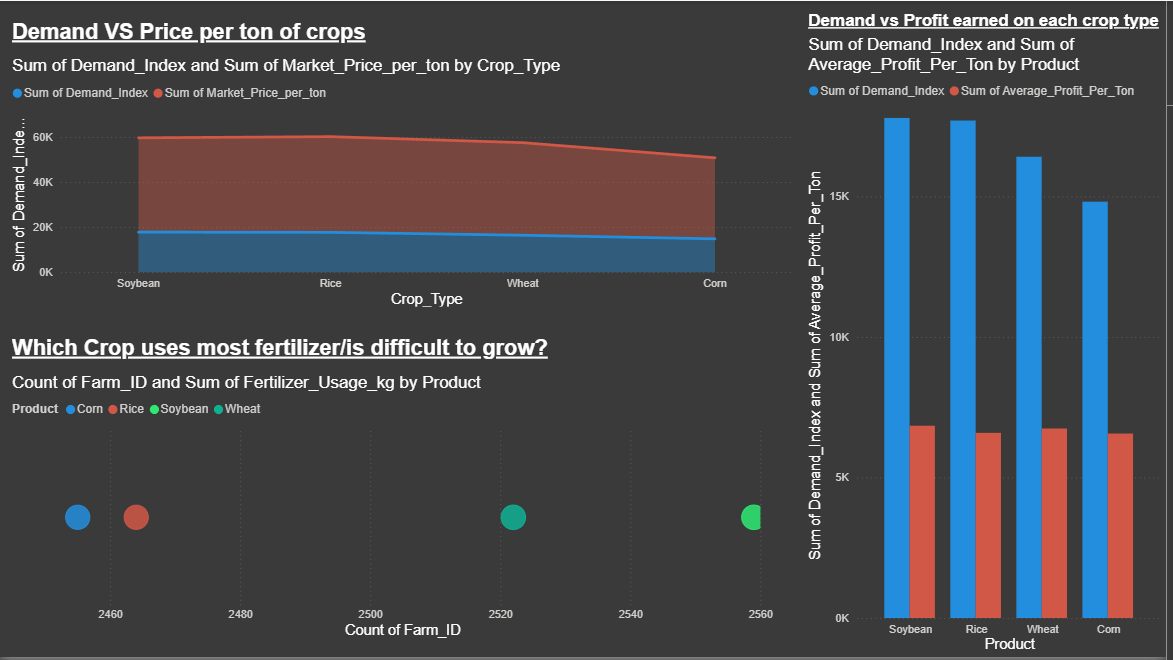 Demand VS Price per ton of crops
Sum of Demand_Index and Sum of Market_Price_per_ton by Crop_Type
Sum of Demand_Index Sum of Market_Price_per_ton
Sum of Demand_Inde...
60K
40K
20K
0K
Soybean Rice Wheat Corn
Crop_Type
Which Crop uses most fertilizer/is difficult to grow?
Count of Farm_ID and Sum of Fertilizer_Usage_kg by Product
Product Corn Rice Soybean Wheat
2460 2480 2500 2520 2540 2560
Count of Farm_ID
Demand vs Profit earned on each crop type
Sum of Demand_Index and Sum of
Average_Profit_Per_Ton by Product
Sum of Demand_Index Sum of Average_Profit_Per_Ton
Sum of Demand_Index and Sum of Average_Profit_Per_Ton
15K
10K
5K
0K
Soybean Rice Wheat Corn
Product